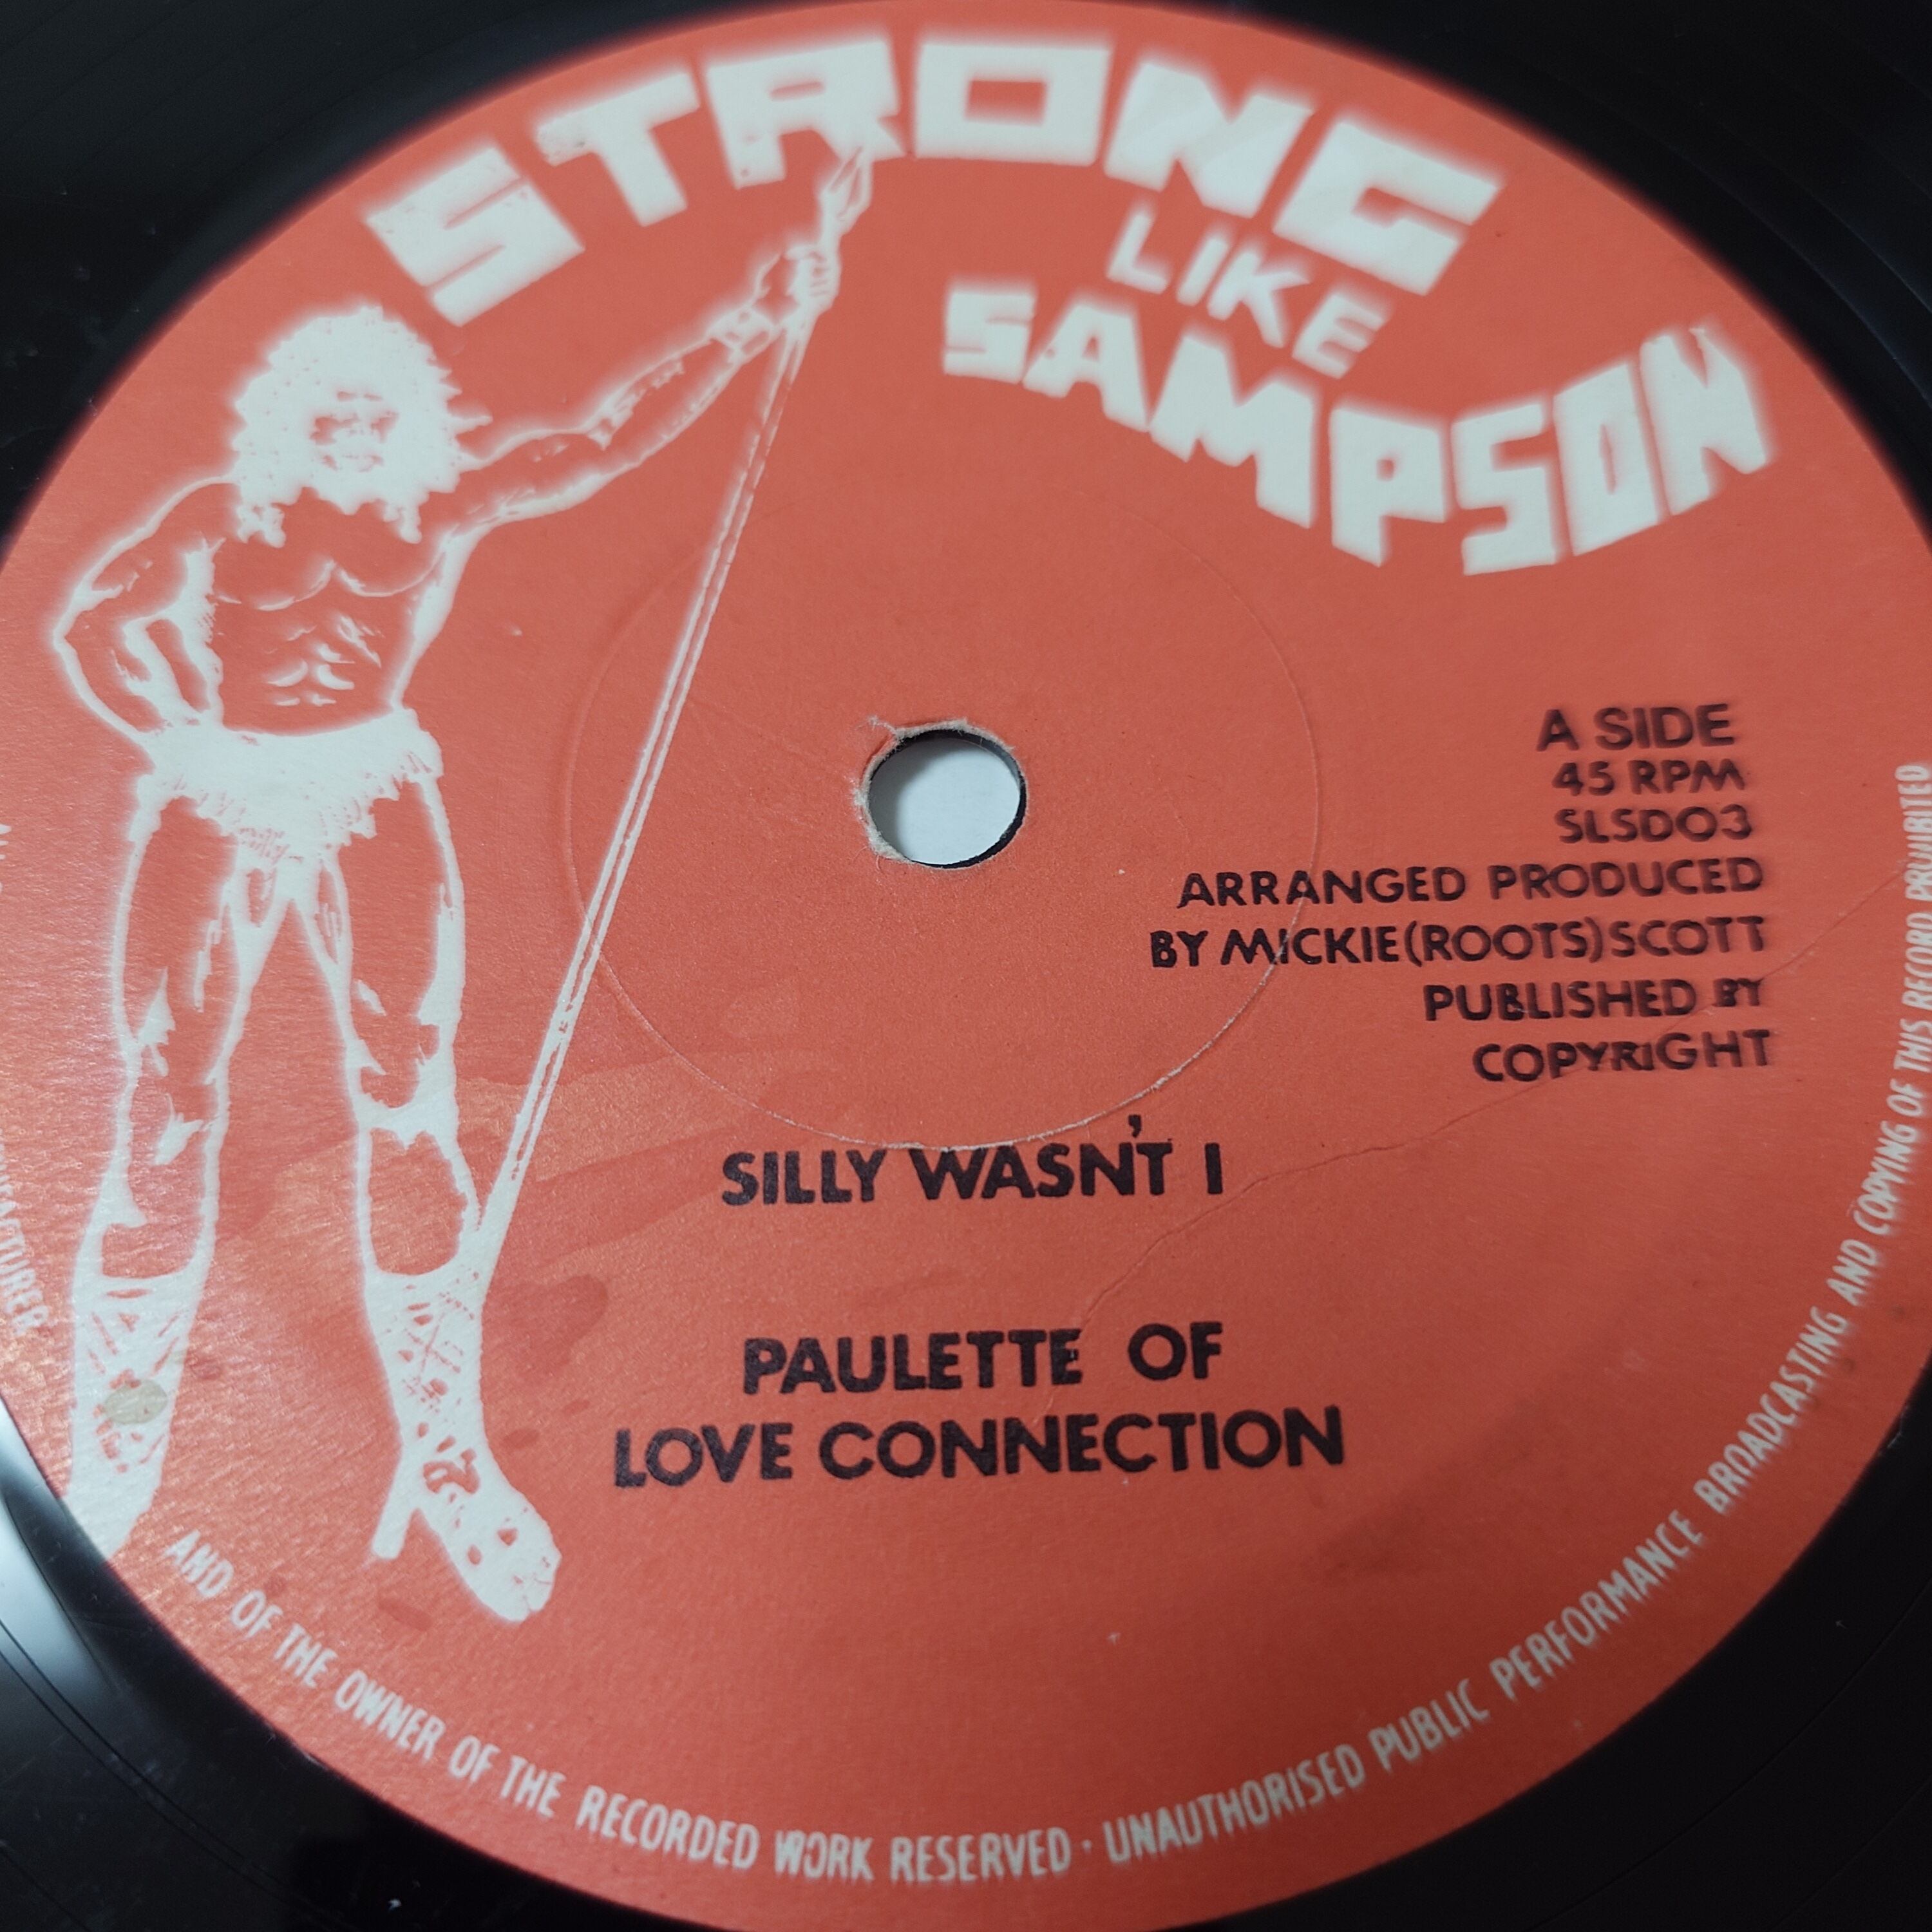 STRONG
LIKE
SAMPSON
A SIDE
45 RPM
SLSD03
ARRANGED PRODUCED
BY MICKIE (ROOTS) SCOTT
PUBLISHED BY
COPYRIGHT
SILLY WASN'T I
PAULETTE OF
LOVE CONNECTION
AND OF THE OWNER OF THE RECORDED WORK RESERVED · UNAUTHORISED PUBLIC PERFORMANCE BROADCASTING AND COPYING OF THIS RECORD PROHIBITED